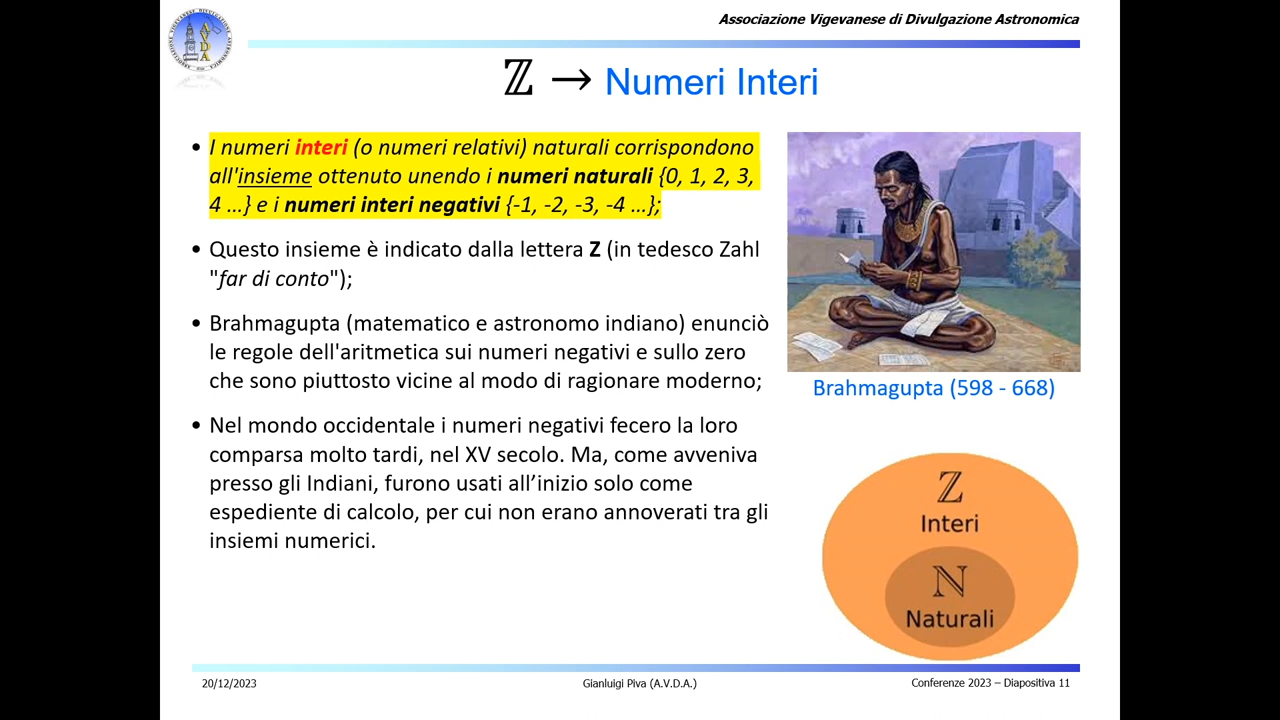 Associazione Vigevanese di Divulgazione Astronomica
AVDA
ℤ → Numeri Interi
• I numeri interi (o numeri relativi) naturali corrispondono
all'insieme ottenuto unendo i numeri naturali {0, 1, 2, 3,
4 …} e i numeri interi negativi {-1, -2, -3, -4 …};
• Questo insieme è indicato dalla lettera Z (in tedesco Zahl
"far di conto");
• Brahmagupta (matematico e astronomo indiano) enunciò
le regole dell'aritmetica sui numeri negativi e sullo zero
che sono piuttosto vicine al modo di ragionare moderno;
• Nel mondo occidentale i numeri negativi fecero la loro
comparsa molto tardi, nel XV secolo. Ma, come avveniva
presso gli Indiani, furono usati all’inizio solo come
espediente di calcolo, per cui non erano annoverati tra gli
insiemi numerici.
Brahmagupta (598 - 668)
ℤ
Interi
ℕ
Naturali
20/12/2023
Gianluigi Piva (A.V.D.A.)
Conferenze 2023 – Diapositiva 11